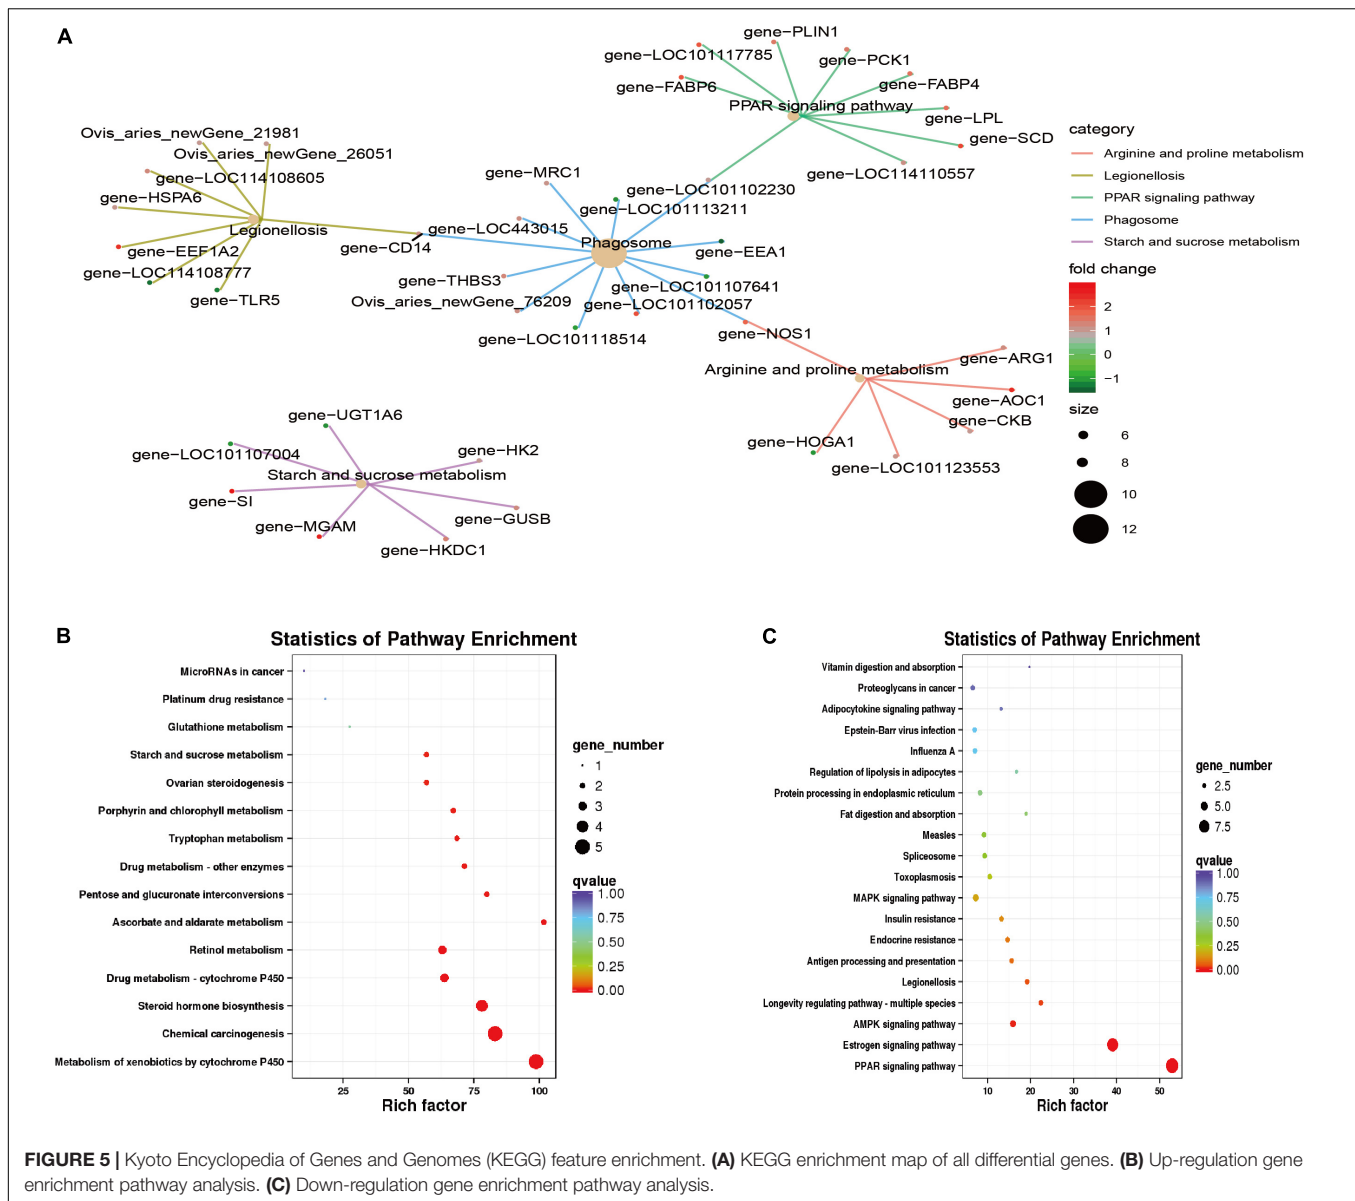 A
gene−PLIN1
gene−LOC101117785
gene−PCK1
gene−FABP6
gene−FABP4
PPAR signaling pathway
gene−LPL
gene−SCD
gene−LOC114110557
Ovis_aries_newGene_21981
Ovis_aries_newGene_26051
gene−LOC114108605
gene−HSPA6
Legionellosis
gene−EEF1A2
gene−LOC114108777
gene−TLR5
gene−MRC1
gene−LOC101102230
gene−LOC101113211
gene−LOC443015
gene−CD14
Phagosome
gene−EEA1
gene−THBS3
gene−LOC101107641
Ovis_aries_newGene_76209
gene−LOC101102057
gene−LOC101118514
gene−NOS1
gene−ARG1
Arginine and proline metabolism
gene−AOC1
gene−CKB
gene−HOGA1
gene−LOC101123553
gene−UGT1A6
gene−LOC101107004
gene−HK2
Starch and sucrose metabolism
gene−SI
gene−GUSB
gene−MGAM
gene−HKDC1
category
Arginine and proline metabolism
Legionellosis
PPAR signaling pathway
Phagosome
Starch and sucrose metabolism
fold change
2
1
0
−1
size
6
8
10
12
B
Statistics of Pathway Enrichment
MicroRNAs in cancer
Platinum drug resistance
Glutathione metabolism
Starch and sucrose metabolism
Ovarian steroidogenesis
Porphyrin and chlorophyll metabolism
Tryptophan metabolism
Drug metabolism - other enzymes
Pentose and glucuronate interconversions
Ascorbate and aldarate metabolism
Retinol metabolism
Drug metabolism - cytochrome P450
Steroid hormone biosynthesis
Chemical carcinogenesis
Metabolism of xenobiotics by cytochrome P450
25 50 75 100
Rich factor
gene_number
1
2
3
4
5
qvalue
1.00
0.75
0.50
0.25
0.00
C
Statistics of Pathway Enrichment
Vitamin digestion and absorption
Proteoglycans in cancer
Adipocytokine signaling pathway
Epstein-Barr virus infection
Influenza A
Regulation of lipolysis in adipocytes
Protein processing in endoplasmic reticulum
Fat digestion and absorption
Measles
Spliceosome
Toxoplasmosis
MAPK signaling pathway
Insulin resistance
Endocrine resistance
Antigen processing and presentation
Legionellosis
Longevity regulating pathway - multiple species
AMPK signaling pathway
Estrogen signaling pathway
PPAR signaling pathway
10 20 30 40 50
Rich factor
gene_number
2.5
5.0
7.5
qvalue
1.00
0.75
0.50
0.25
0.00
FIGURE 5 | Kyoto Encyclopedia of Genes and Genomes (KEGG) feature enrichment. (A) KEGG enrichment map of all differential genes. (B) Up-regulation gene
enrichment pathway analysis. (C) Down-regulation gene enrichment pathway analysis.